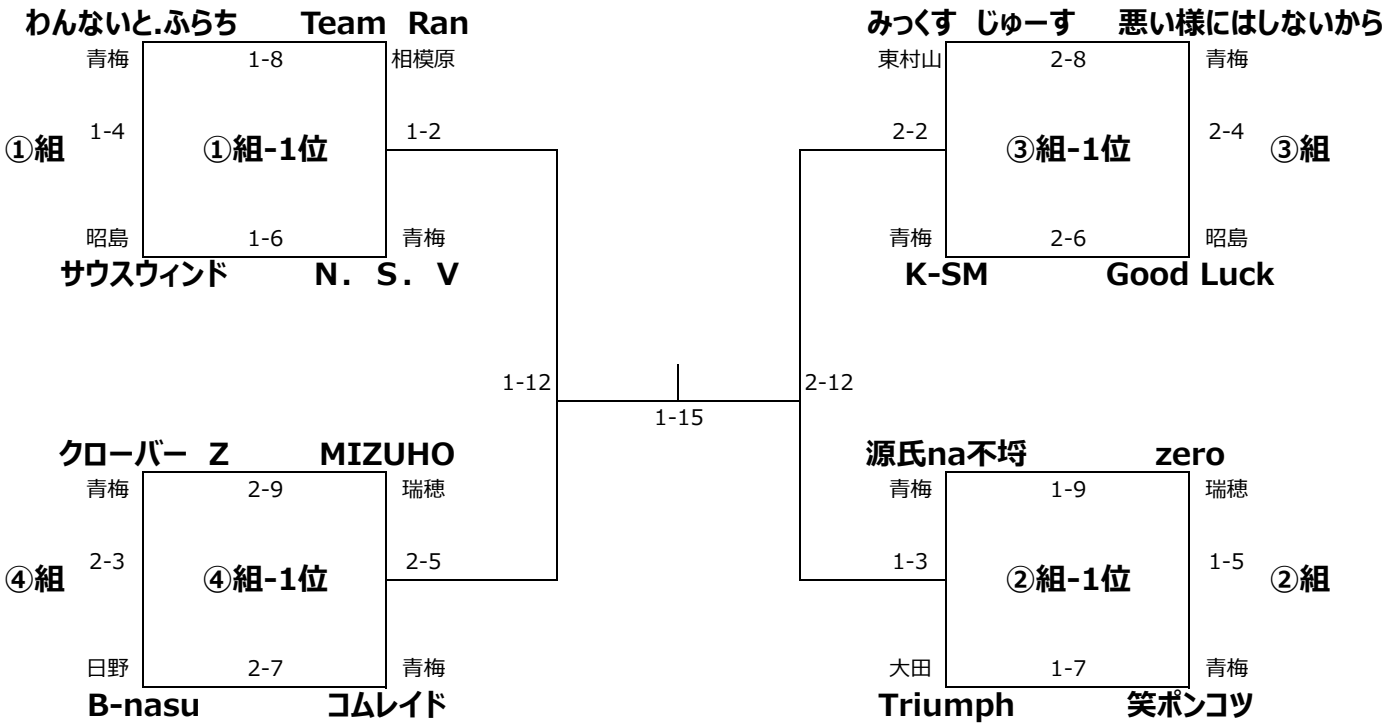 わんないと.ふらち Team Ran みっくす じゅーす 悪い様にはしないから
青梅 1-8 相模原 東村山 2-8 青梅
①組 1-4 ①組-1位 1-2 2-2 ③組-1位 2-4 ③組
昭島 1-6 青梅 青梅 2-6 昭島
サウスウィンド N. S. V K-SM Good Luck
1-12 2-12
1-15
クローバー Z MIZUHO 源氏na不埒 zero
青梅 2-9 瑞穂 青梅 1-9 瑞穂
④組 2-3 ④組-1位 2-5 1-3 ②組-1位 1-5 ②組
日野 2-7 青梅 大田 1-7 青梅
B-nasu コムレイド Triumph 笑ポンコツ